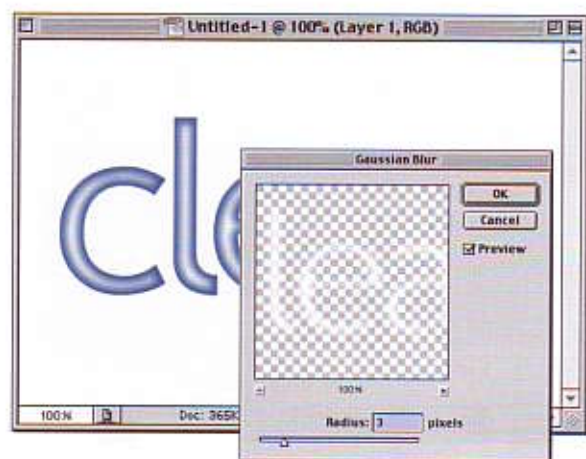 Untitled-1 @ 100% (Layer 1, RGB)
cle
Gaussian Blur
OK
Cancel
Preview
100%
Radius: 3 pixels
100% Doc: 365K